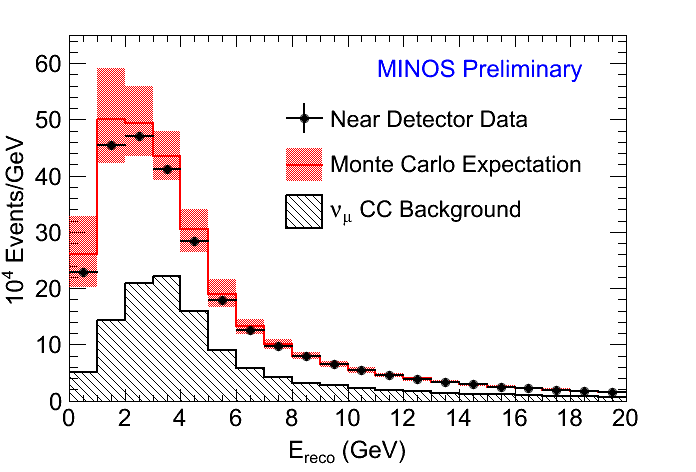 MINOS Preliminary
Near Detector Data
Monte Carlo Expectation
νμ CC Background
10⁴ Events/GeV
60
50
40
30
20
10
0
0 2 4 6 8 10 12 14 16 18 20
Ereco (GeV)